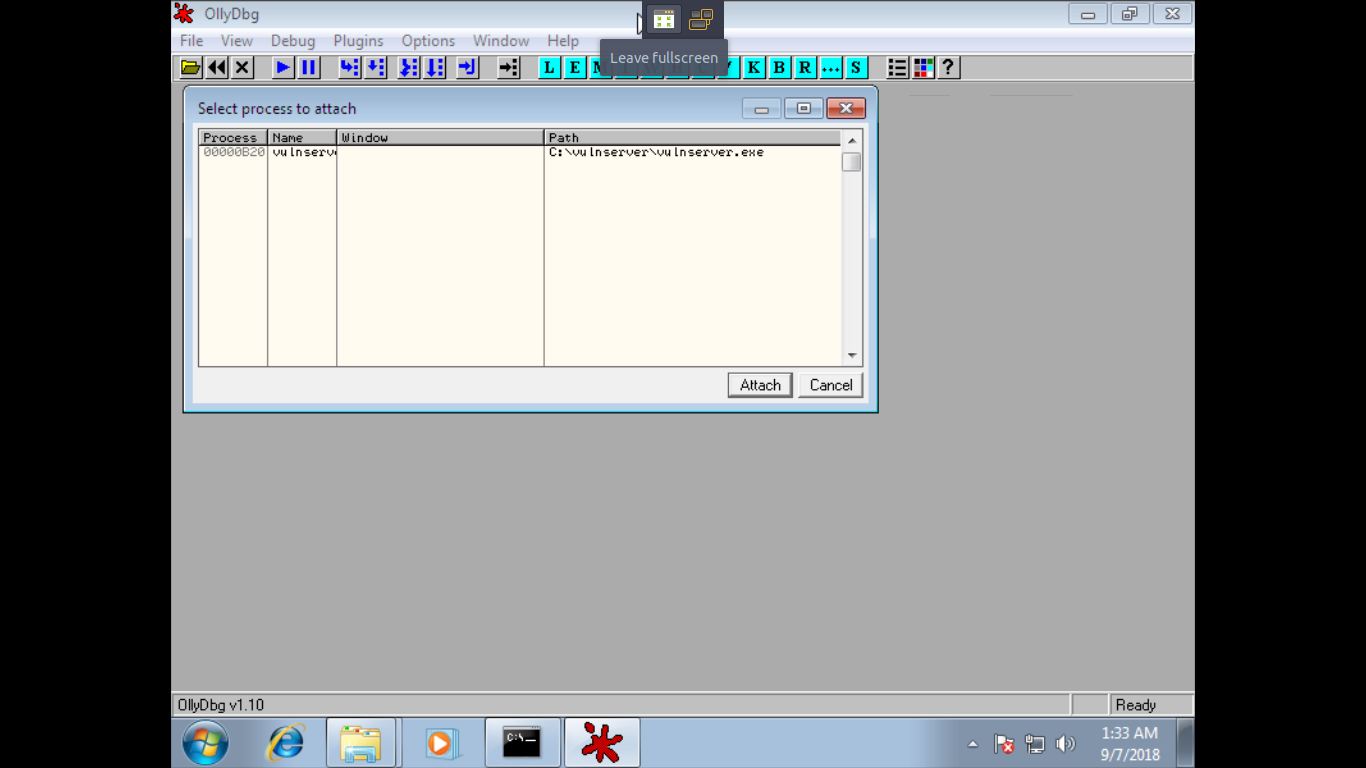 OllyDbg
File View Debug Plugins Options Window Help
Leave fullscreen
L E K B R ... S ?
Select process to attach
Process Name Window Path
00000B20 vulnserv C:\vulnserver\vulnserver.exe
Attach Cancel
OllyDbg v1.10 Ready
C:\_
1:33 AM
9/7/2018